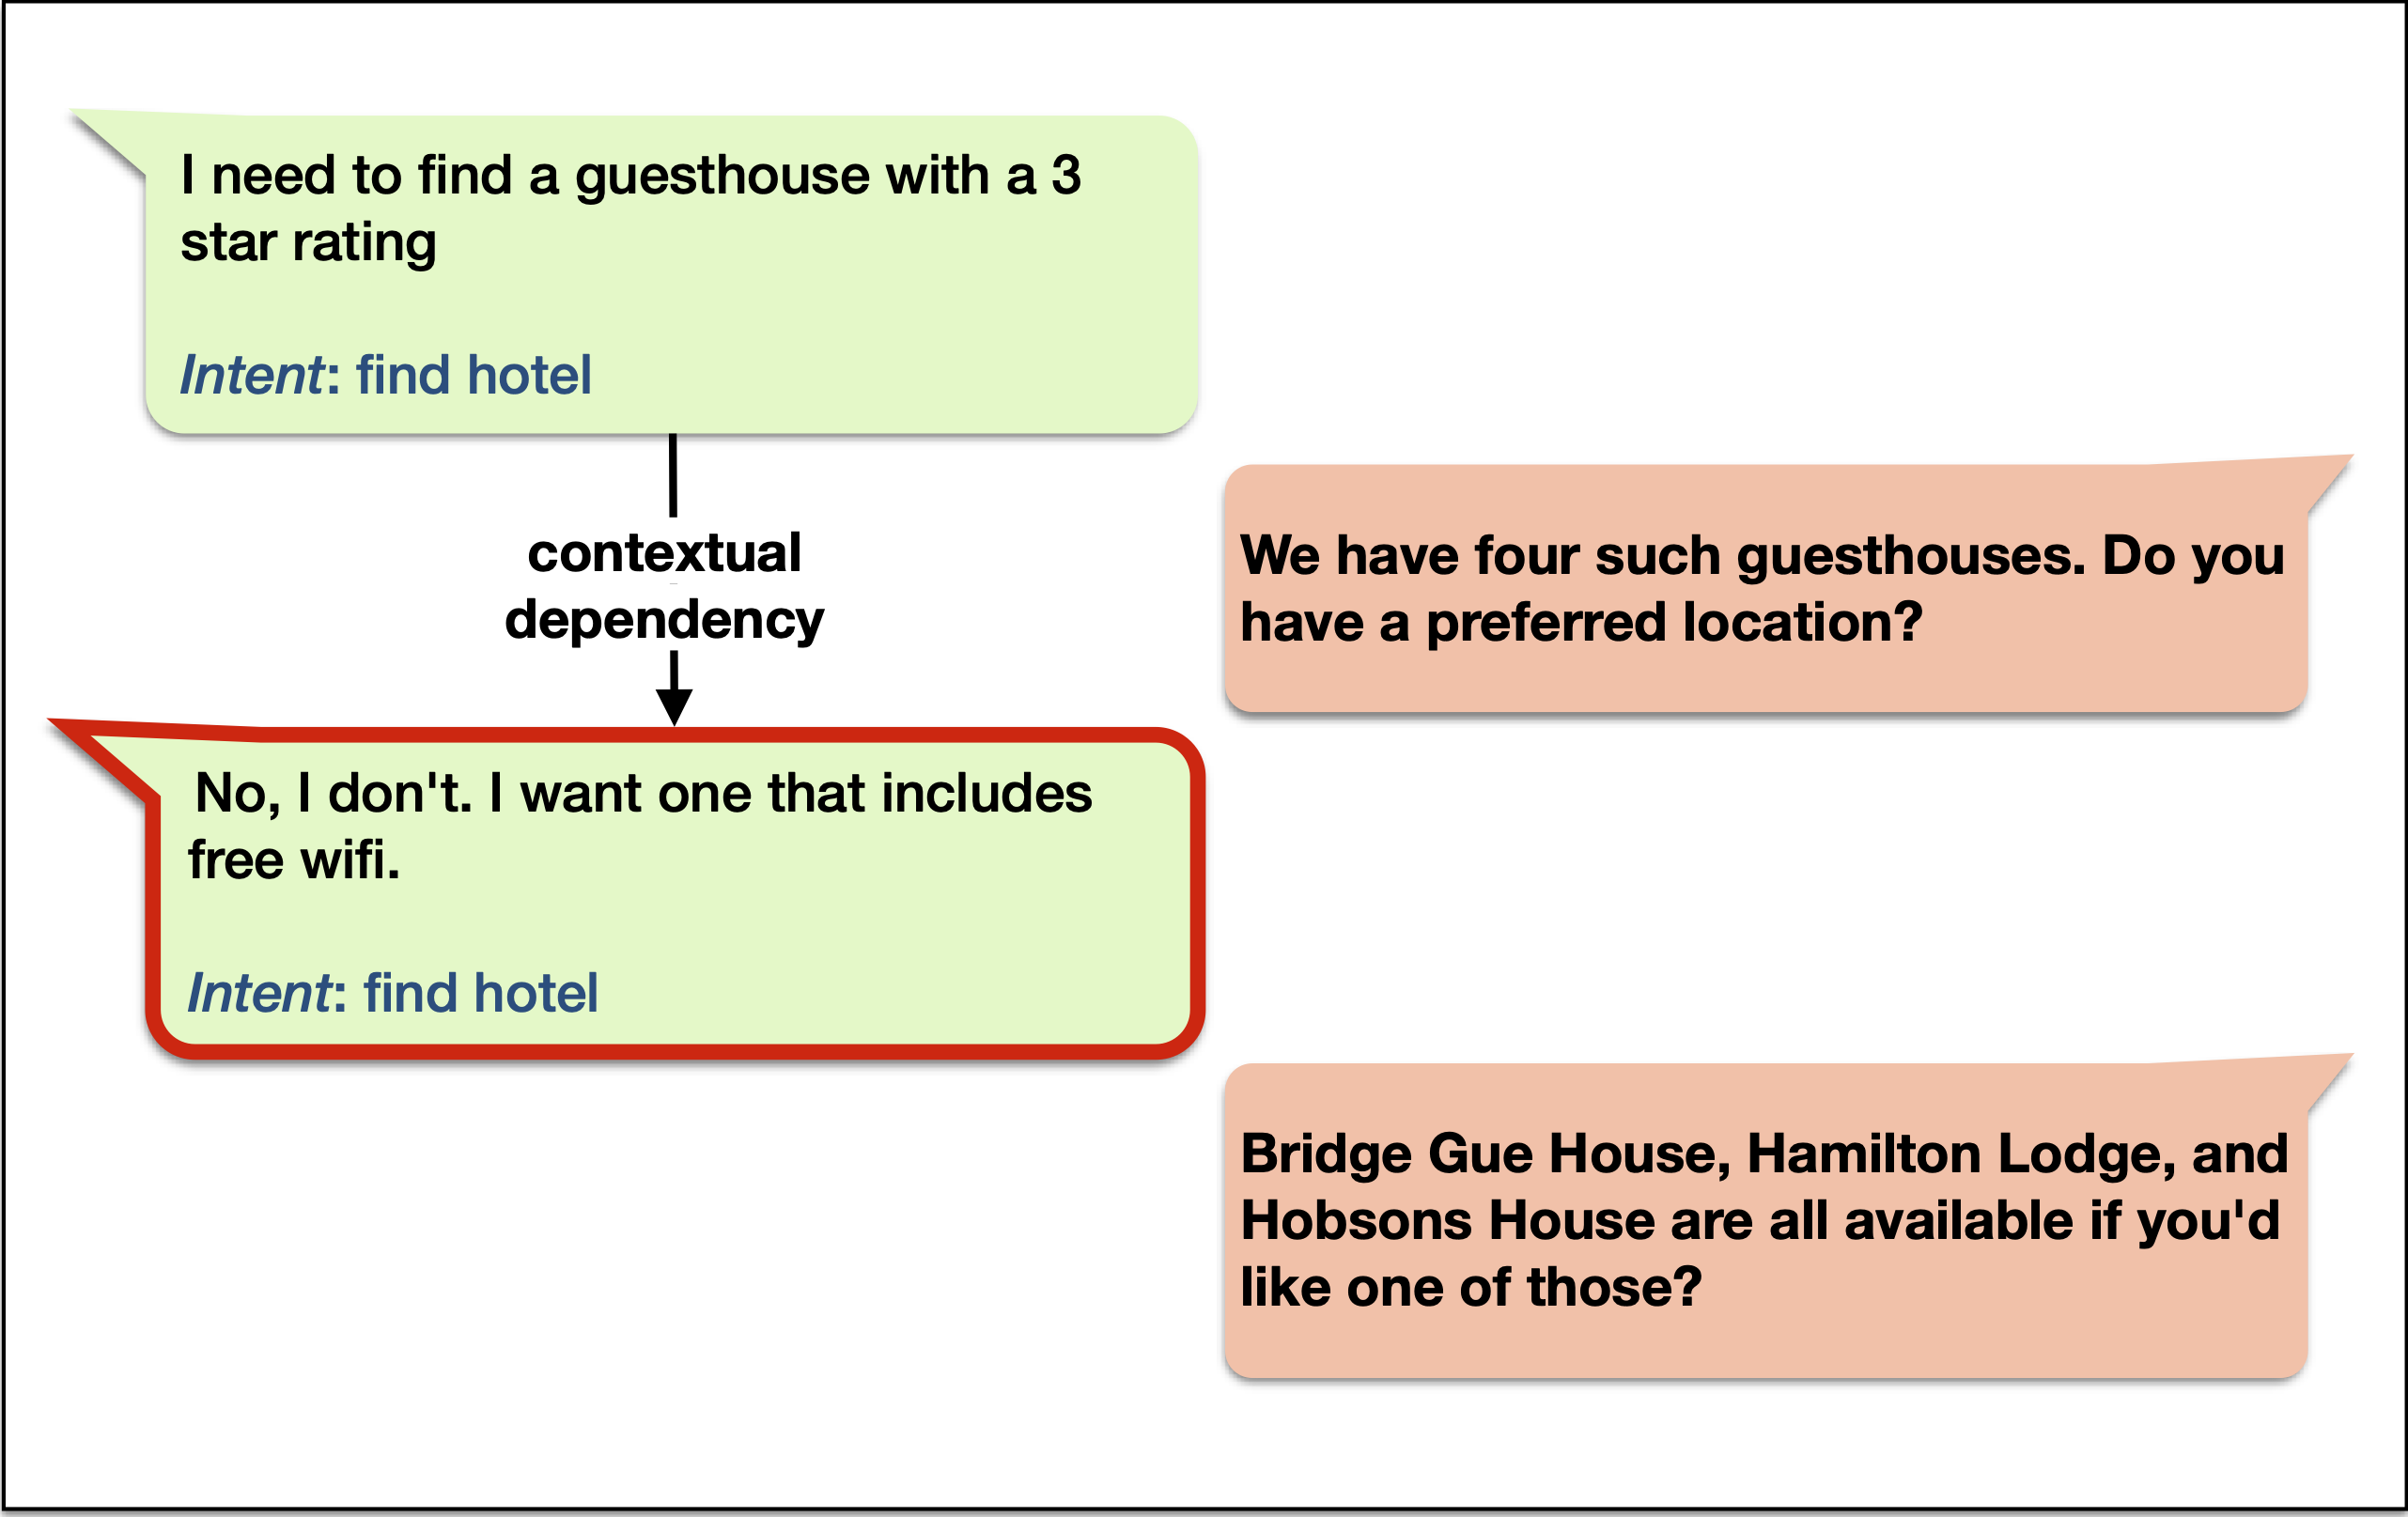 I need to find a guesthouse with a 3
star rating
Intent: find hotel
contextual
dependency
We have four such guesthouses. Do you
have a preferred location?
No, I don't. I want one that includes
free wifi.
Intent: find hotel
Bridge Gue House, Hamilton Lodge, and
Hobsons House are all available if you'd
like one of those?